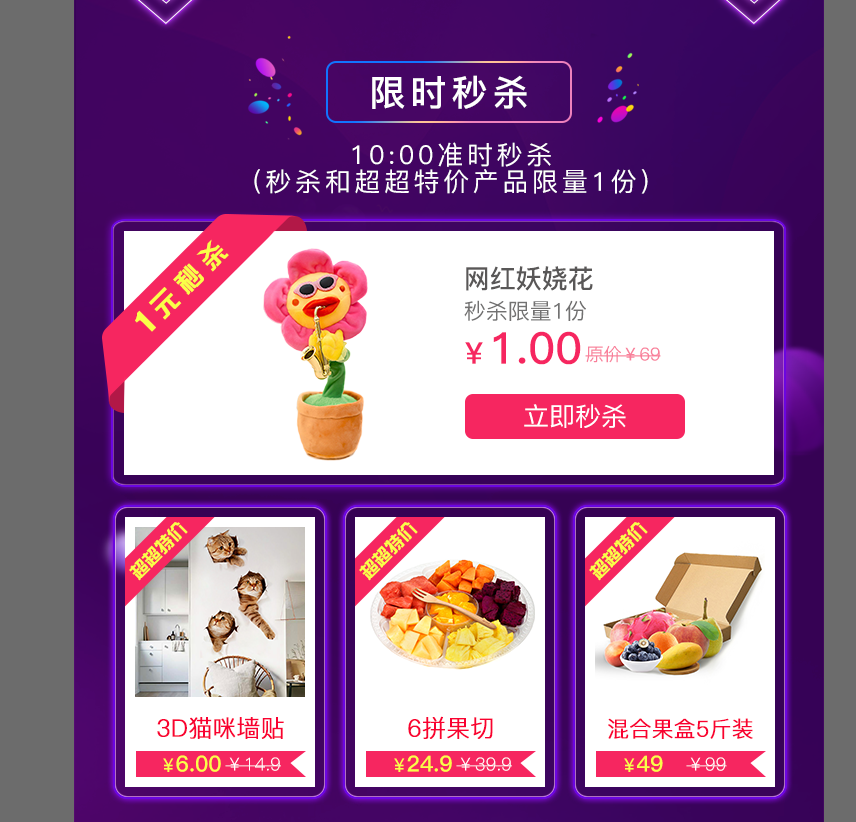 限时秒杀
10:00准时秒杀
(秒杀和超超特价产品限量1份)
1元秒杀
网红妖娆花
秒杀限量1份
¥1.00 原价¥69
立即秒杀
超超特价
超超特价
超超特价
3D猫咪墙贴
6拼果切
混合果盒5斤装
¥6.00 ¥14.9
¥24.9 ¥39.9
¥49 ¥99